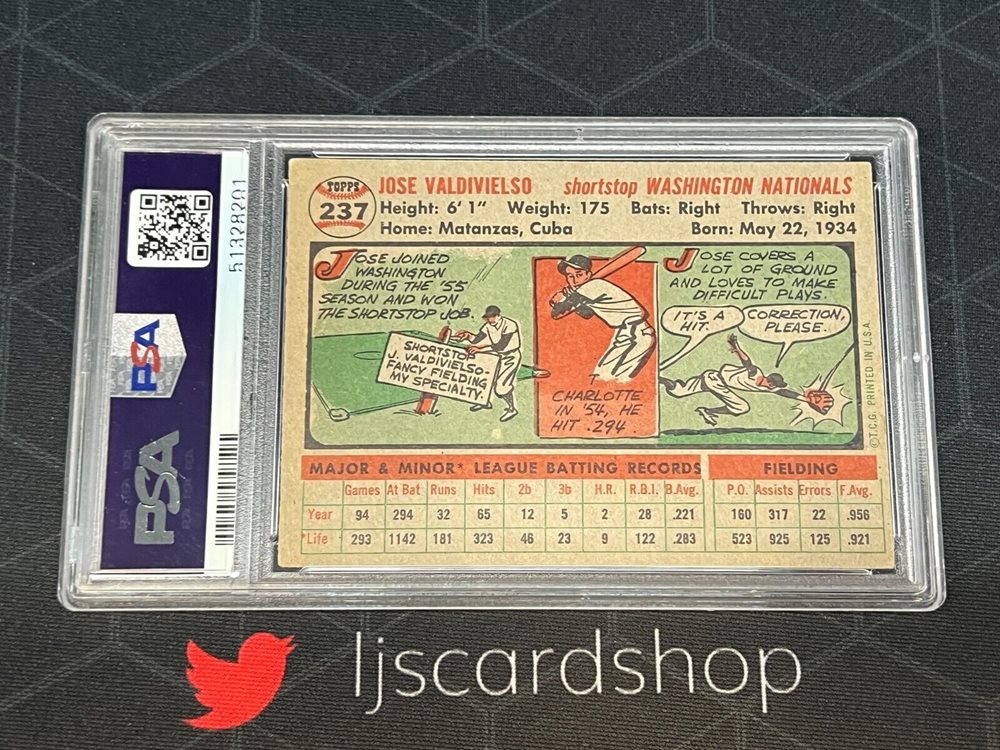 51328201
PSA
PSA
TOPPS
237
JOSE VALDIVIELSO shortstop WASHINGTON NATIONALS
Height: 6' 1" Weight: 175 Bats: Right Throws: Right
Home: Matanzas, Cuba Born: May 22, 1934
JOSE JOINED
WASHINGTON
DURING THE '55
SEASON AND WON
THE SHORTSTOP JOB.
SHORTSTOP
J. VALDIVIELSO-
FANCY FIELDING
MY SPECIALTY.
T
CHARLOTTE
IN '54, HE
HIT .294.
JOSE COVERS A
LOT OF GROUND
AND LOVES TO MAKE
DIFFICULT PLAYS.
IT'S A
HIT.
CORRECTION,
PLEASE.
©T.C.G. PRINTED IN U.S.A.
MAJOR & MINOR* LEAGUE BATTING RECORDS FIELDING
Games At Bat Runs Hits 2b 3b H.R. R.B.I. B.Avg. P.O. Assists Errors F.Avg.
Year 94 294 32 65 12 5 2 28 .221 160 317 22 .956
*Life 293 1142 181 323 46 23 9 122 .283 523 925 125 .921
ljscardshop